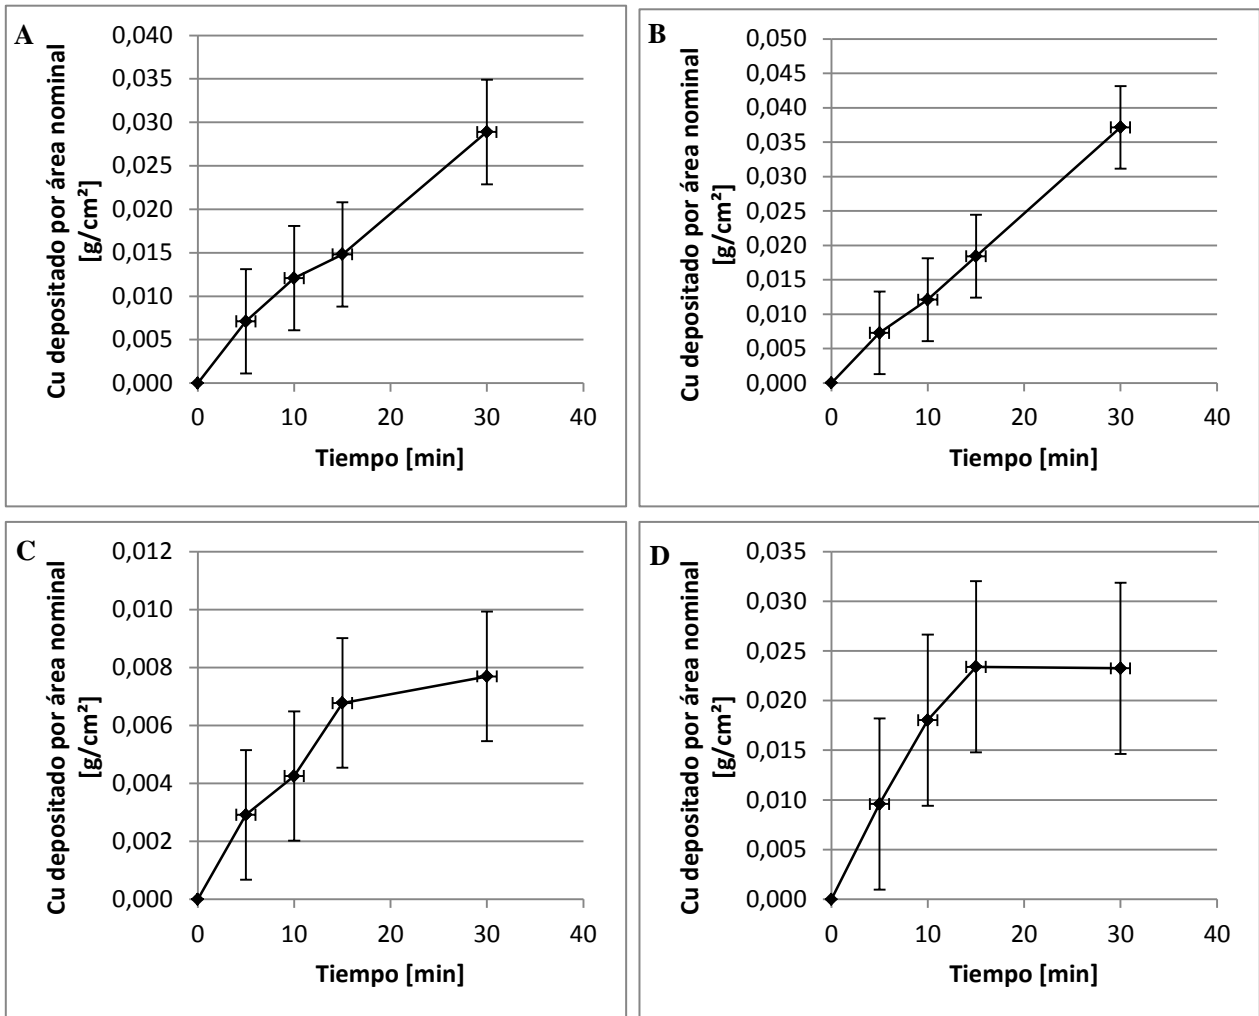 A
Cu depositado por área nominal
[g/cm²]
0,040
0,035
0,030
0,025
0,020
0,015
0,010
0,005
0,000
0 10 20 30 40
Tiempo [min]
B
Cu depositado por área nominal
[g/cm²]
0,050
0,045
0,040
0,035
0,030
0,025
0,020
0,015
0,010
0,005
0,000
0 10 20 30 40
Tiempo [min]
C
Cu depositado por área nominal
[g/cm²]
0,012
0,010
0,008
0,006
0,004
0,002
0,000
0 10 20 30 40
Tiempo [min]
D
Cu depositado por área nominal
[g/cm²]
0,035
0,030
0,025
0,020
0,015
0,010
0,005
0,000
0 10 20 30 40
Tiempo [min]